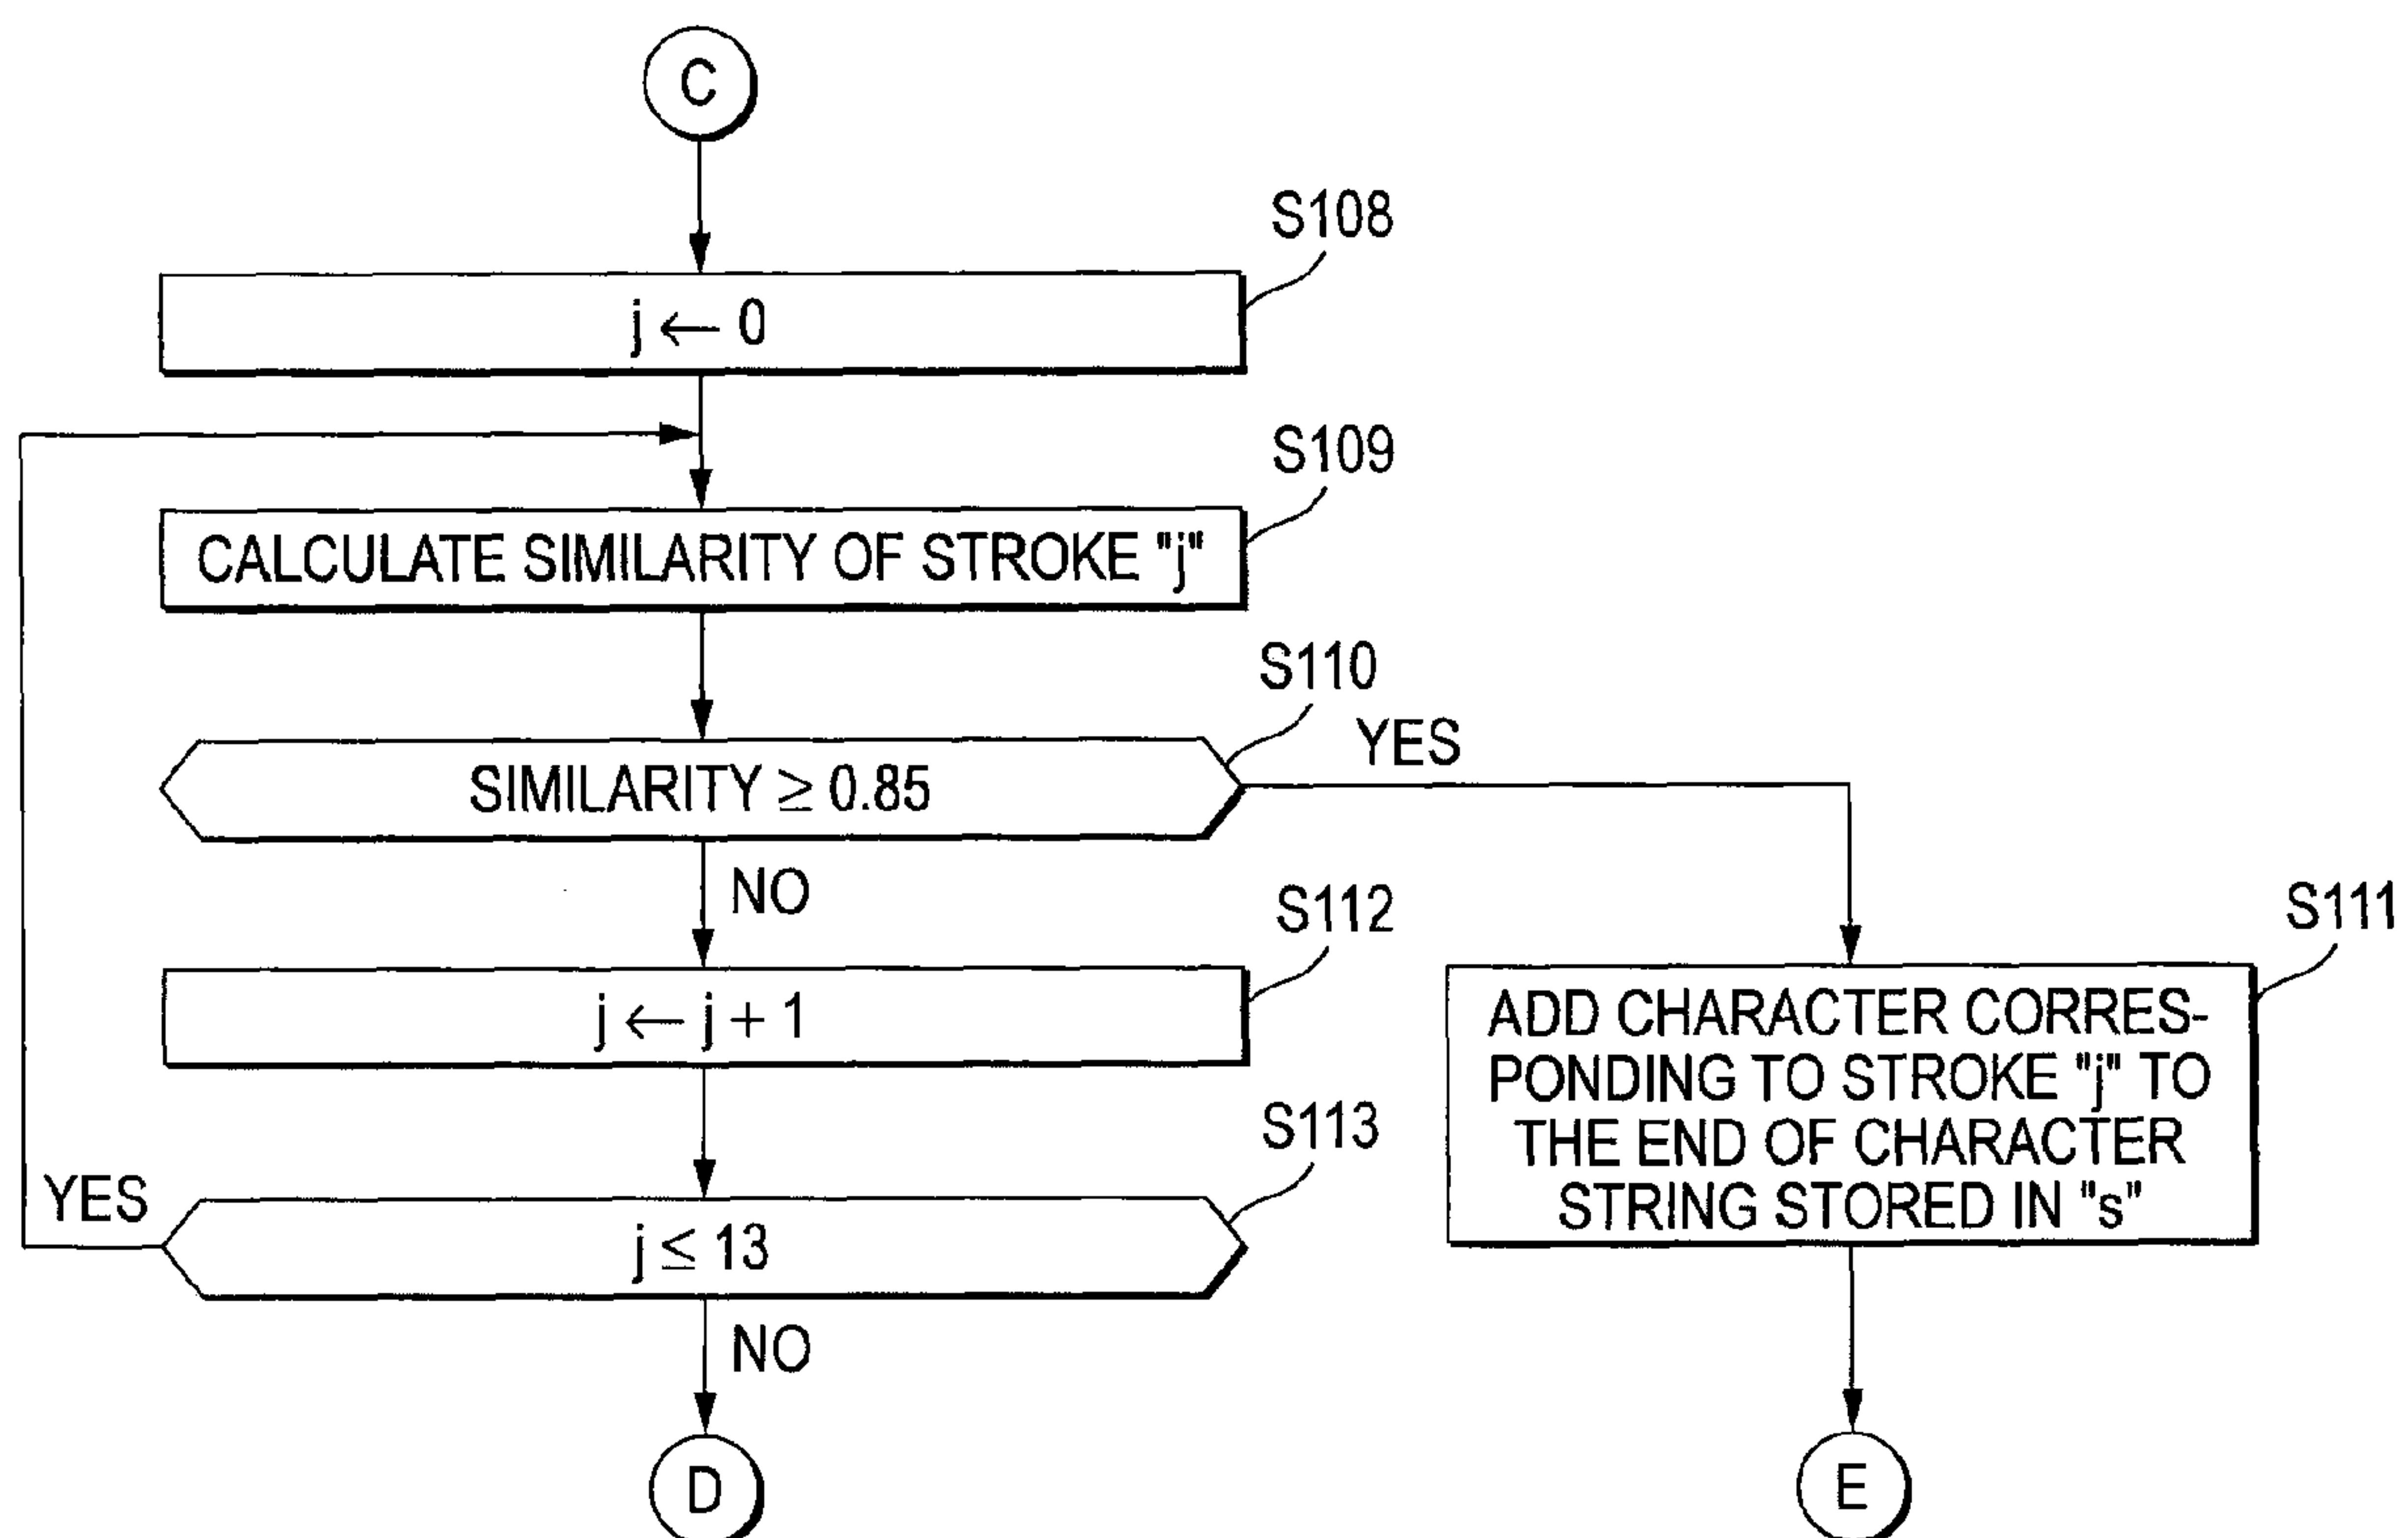 C
S108
j ← 0
S109
CALCULATE SIMILARITY OF STROKE "j"
S110
SIMILARITY ≥ 0.85
YES
NO
S112
j ← j + 1
S111
ADD CHARACTER CORRES-
PONDING TO STROKE "j" TO
THE END OF CHARACTER
STRING STORED IN "s"
S113
YES
j ≤ 13
NO
D
E